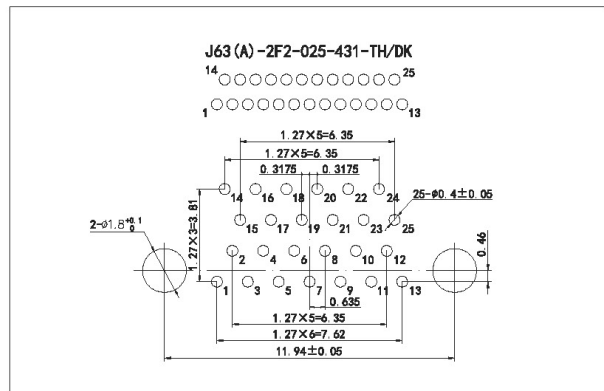 J63(A)-2F2-025-431-TH/DK
14 25
1 13
1.27×5=6.35
1.27×5=6.35
0.3175 0.3175
14 16 18 20 22 24
25-ø0.4±0.05
15 17 19 21 23 25
2-ø1.8+0.1 0
1.27×3=3.81
2 4 6 8 10 12
0.46
1 3 5 7 9 11 13
0.635
1.27×5=6.35
1.27×6=7.62
11.94±0.05